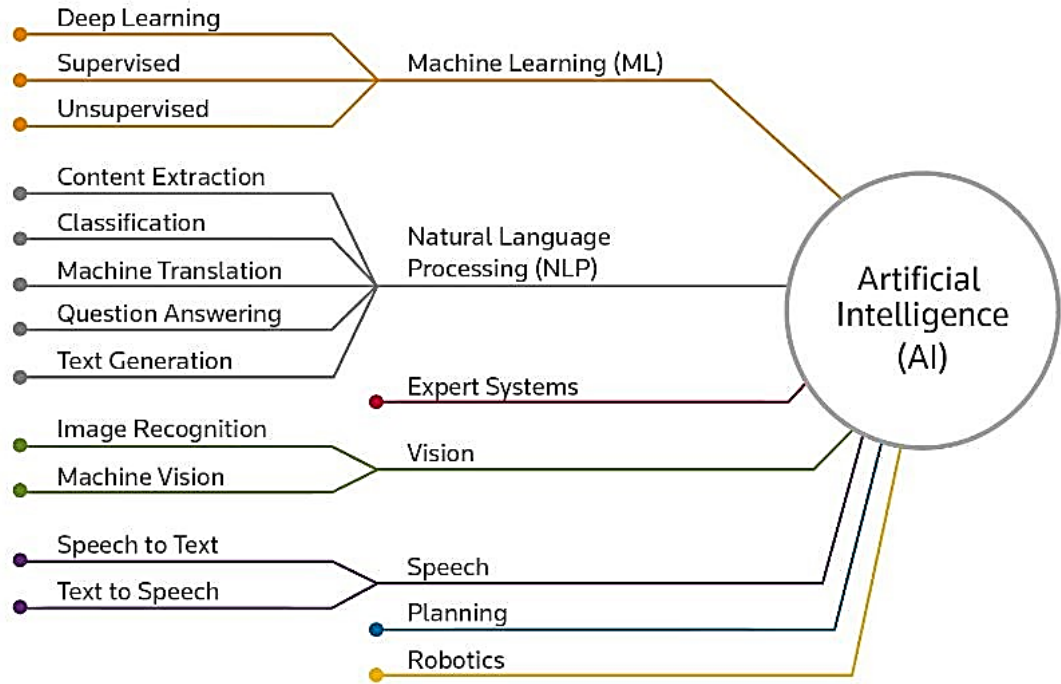 Deep Learning
Supervised
Unsupervised
Machine Learning (ML)
Content Extraction
Classification
Machine Translation
Question Answering
Text Generation
Natural Language
Processing (NLP)
Expert Systems
Image Recognition
Machine Vision
Vision
Speech to Text
Text to Speech
Speech
Planning
Robotics
Artificial
Intelligence
(AI)